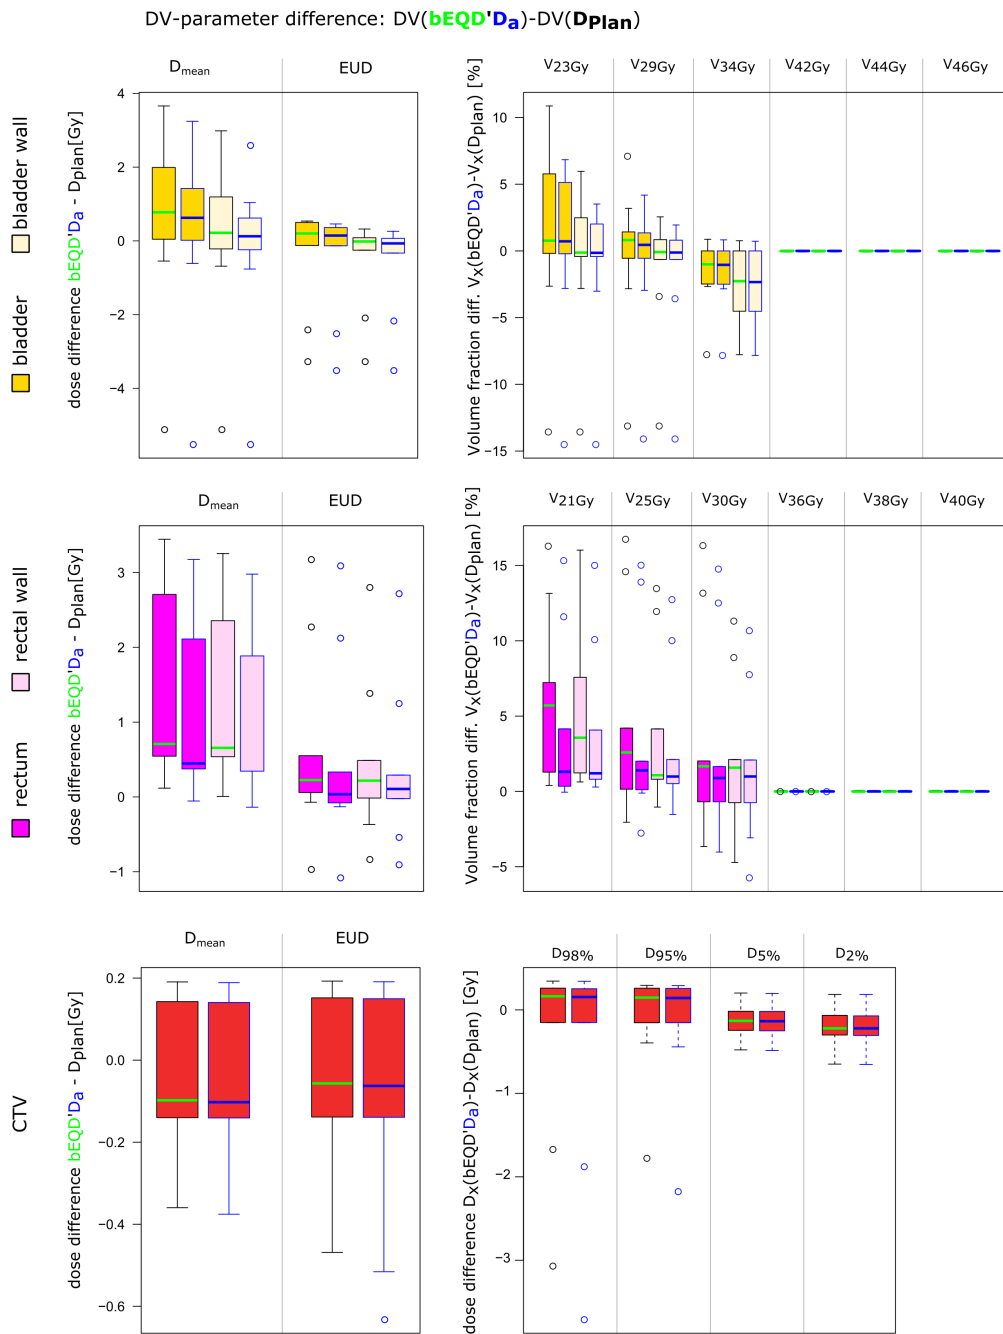 DV-parameter difference: DV(bEQD'Da)-DV(DPlan)
bladder wall
bladder
dose difference bEQD'Da - Dplan[Gy]
Dmean
EUD
4
2
0
−2
−4
Volume fraction diff. Vx(bEQD'Da)-Vx(Dplan) [%]
V23Gy
V29Gy
V34Gy
V42Gy
V44Gy
V46Gy
10
5
0
−5
−10
−15
rectal wall
rectum
dose difference bEQD'Da - Dplan[Gy]
Dmean
EUD
3
2
1
0
−1
Volume fraction diff. Vx(bEQD'Da)-Vx(Dplan) [%]
V21Gy
V25Gy
V30Gy
V36Gy
V38Gy
V40Gy
15
10
5
0
−5
CTV
dose difference bEQD'Da - Dplan[Gy]
Dmean
EUD
0.2
0.0
−0.2
−0.4
−0.6
dose difference Dx(bEQD'Da)-Dx(Dplan) [Gy]
D98%
D95%
D5%
D2%
0
−1
−2
−3